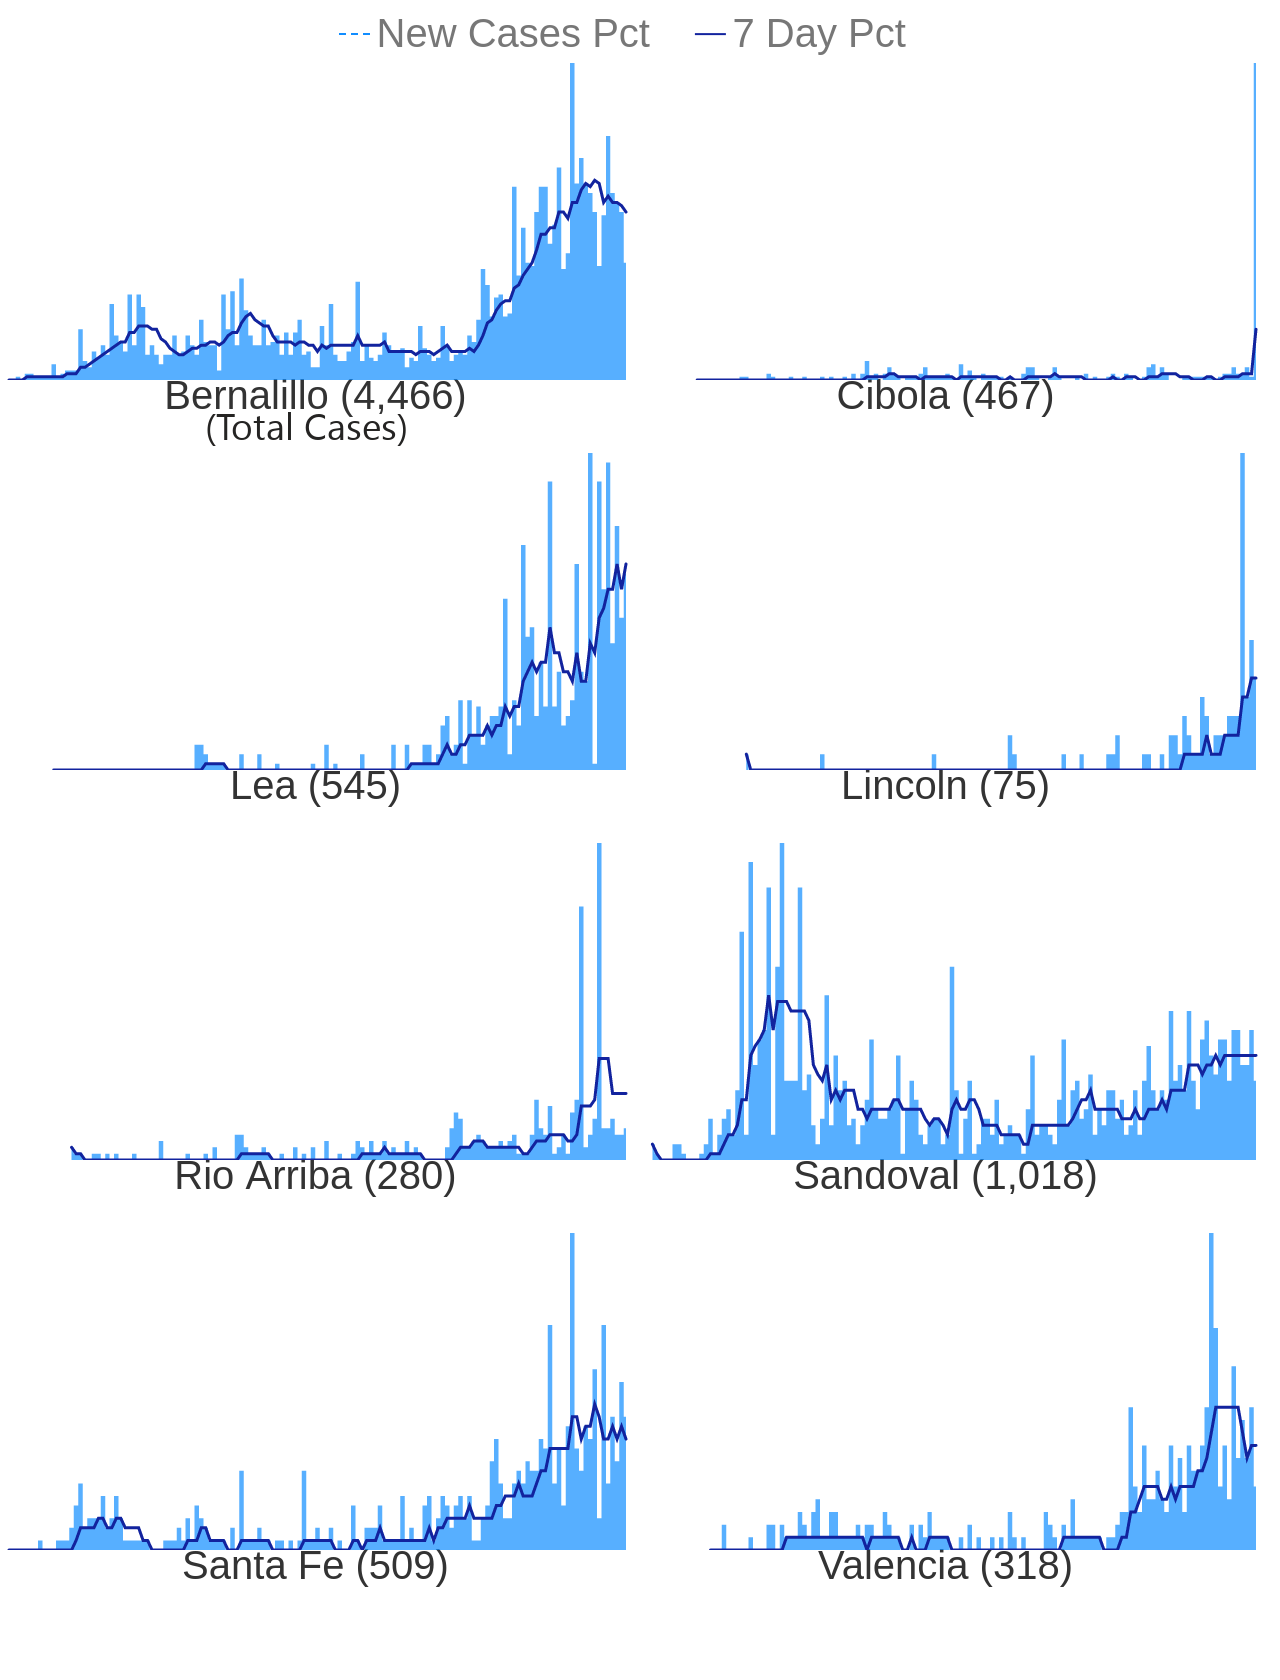 New Cases Pct 7 Day Pct
Bernalillo (4,466) Cibola (467)
(Total Cases)
Lea (545) Lincoln (75)
Rio Arriba (280) Sandoval (1,018)
Santa Fe (509) Valencia (318)